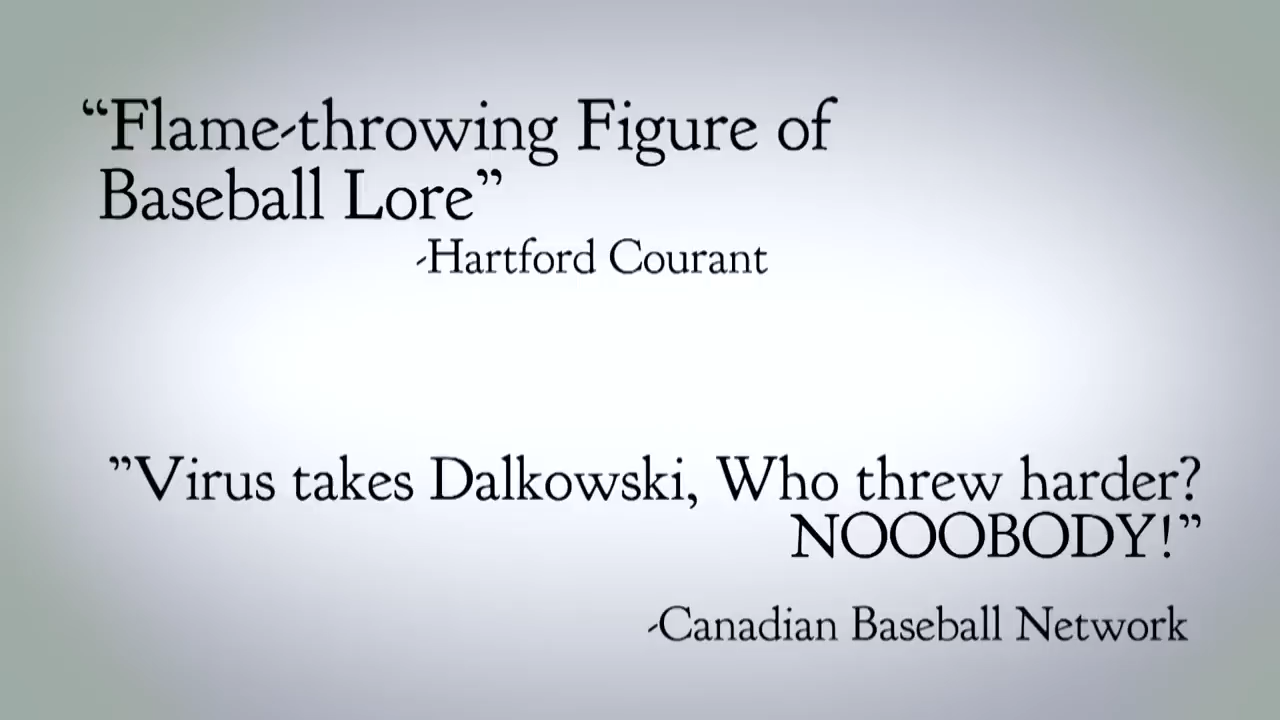 “Flame-throwing Figure of
Baseball Lore”
-Hartford Courant
”Virus takes Dalkowski, Who threw harder?
NOOOBODY!”
-Canadian Baseball Network